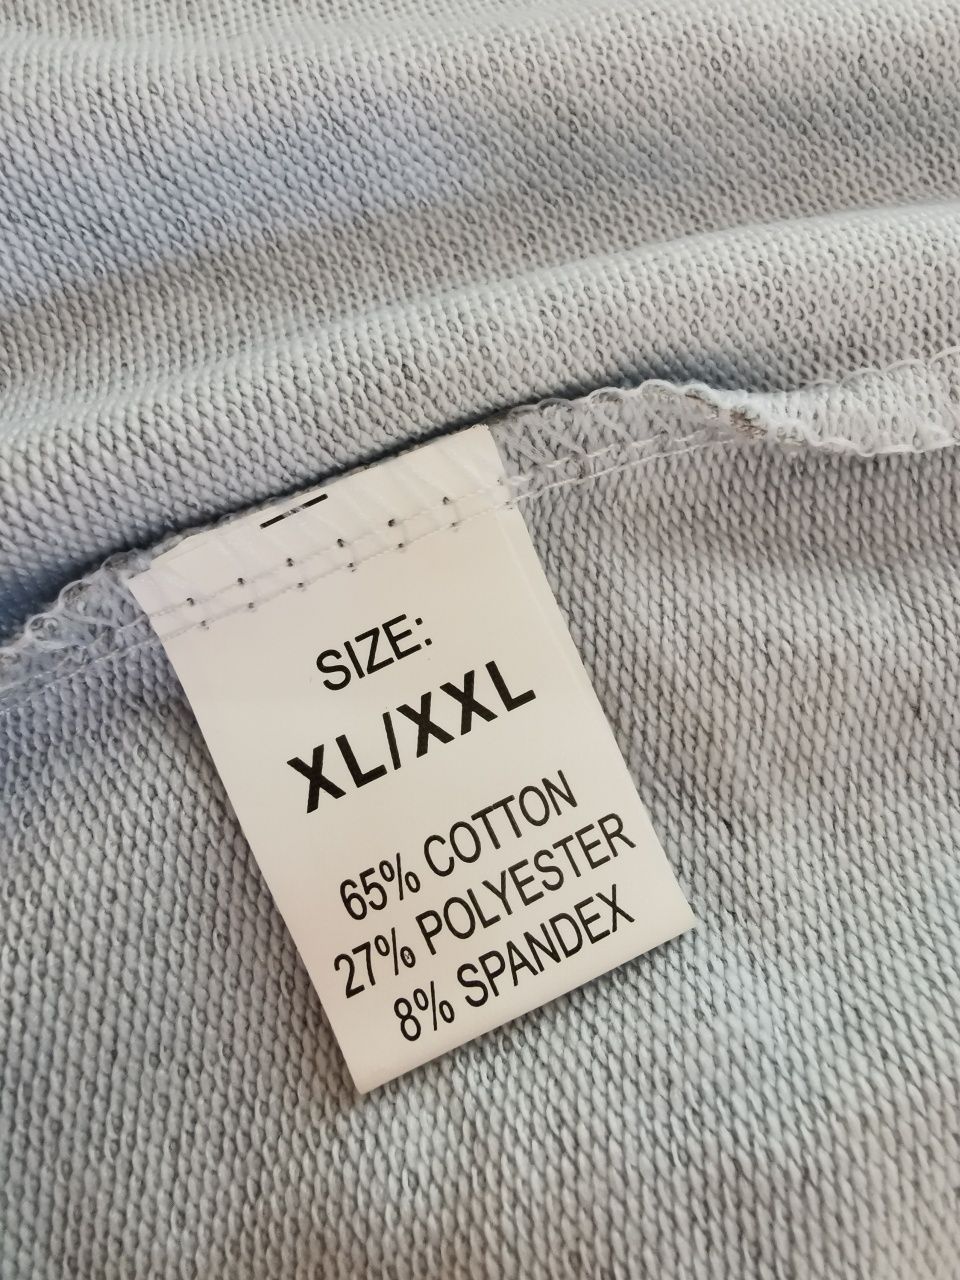 SIZE:
XL/XXL
65% COTTON
27% POLYESTER
8% SPANDEX